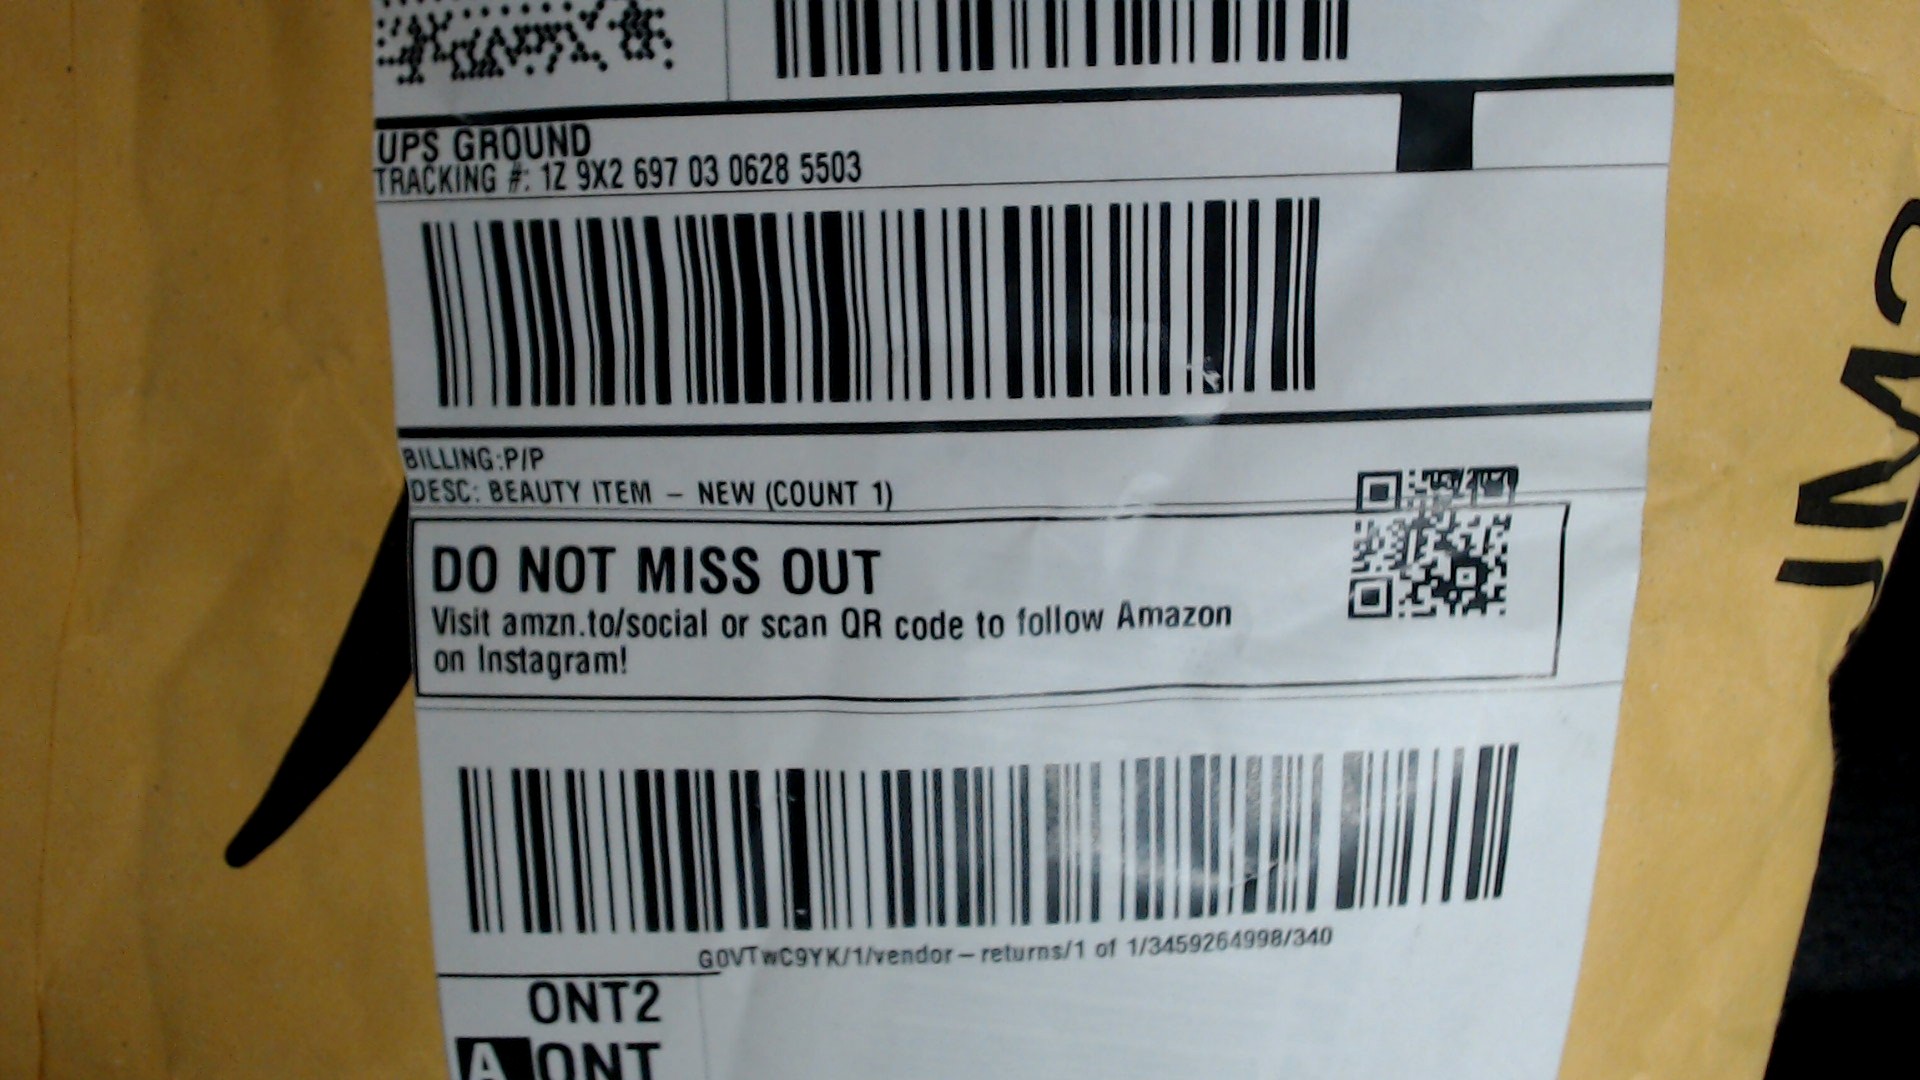 UPS GROUND
TRACKING #: 1Z 9X2 697 03 0628 5503
BILLING:P/P
DESC: BEAUTY ITEM - NEW (COUNT 1)
DO NOT MISS OUT
Visit amzn.to/social or scan QR code to follow Amazon
on Instagram!
G0VTwC9YK/1/vendor-returns/1 of 1/3459264998/340
ONT2
A ONT